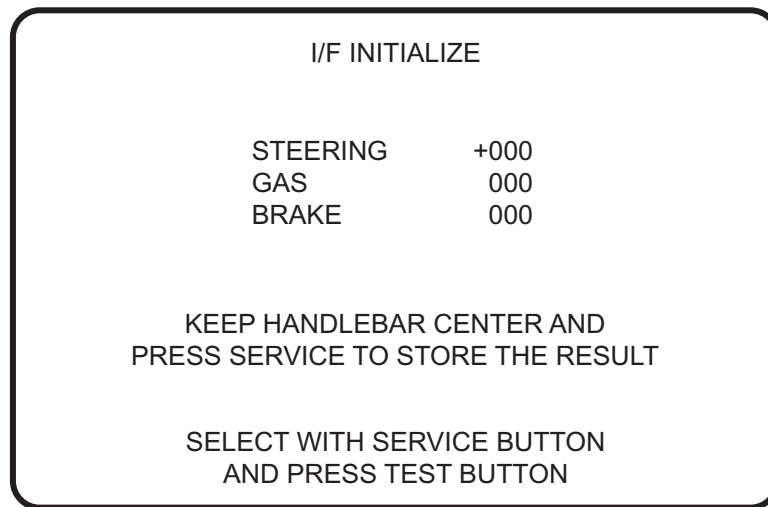 I/F INITIALIZE
STEERING +000
GAS 000
BRAKE 000
KEEP HANDLEBAR CENTER AND
PRESS SERVICE TO STORE THE RESULT
SELECT WITH SERVICE BUTTON
AND PRESS TEST BUTTON